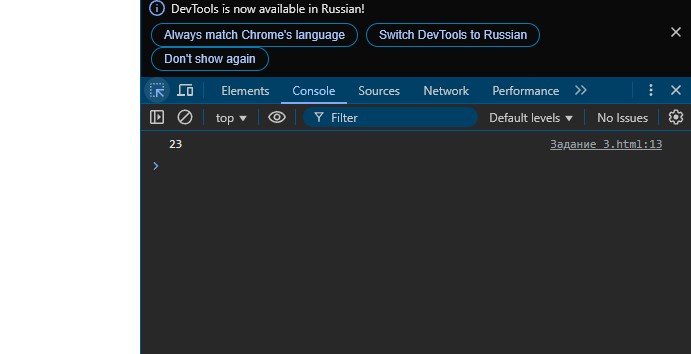 DevTools is now available in Russian!
Always match Chrome's language
Switch DevTools to Russian
Don't show again
Elements
Console
Sources
Network
Performance
top
Filter
Default levels
No Issues
23
Задание 3.html:13